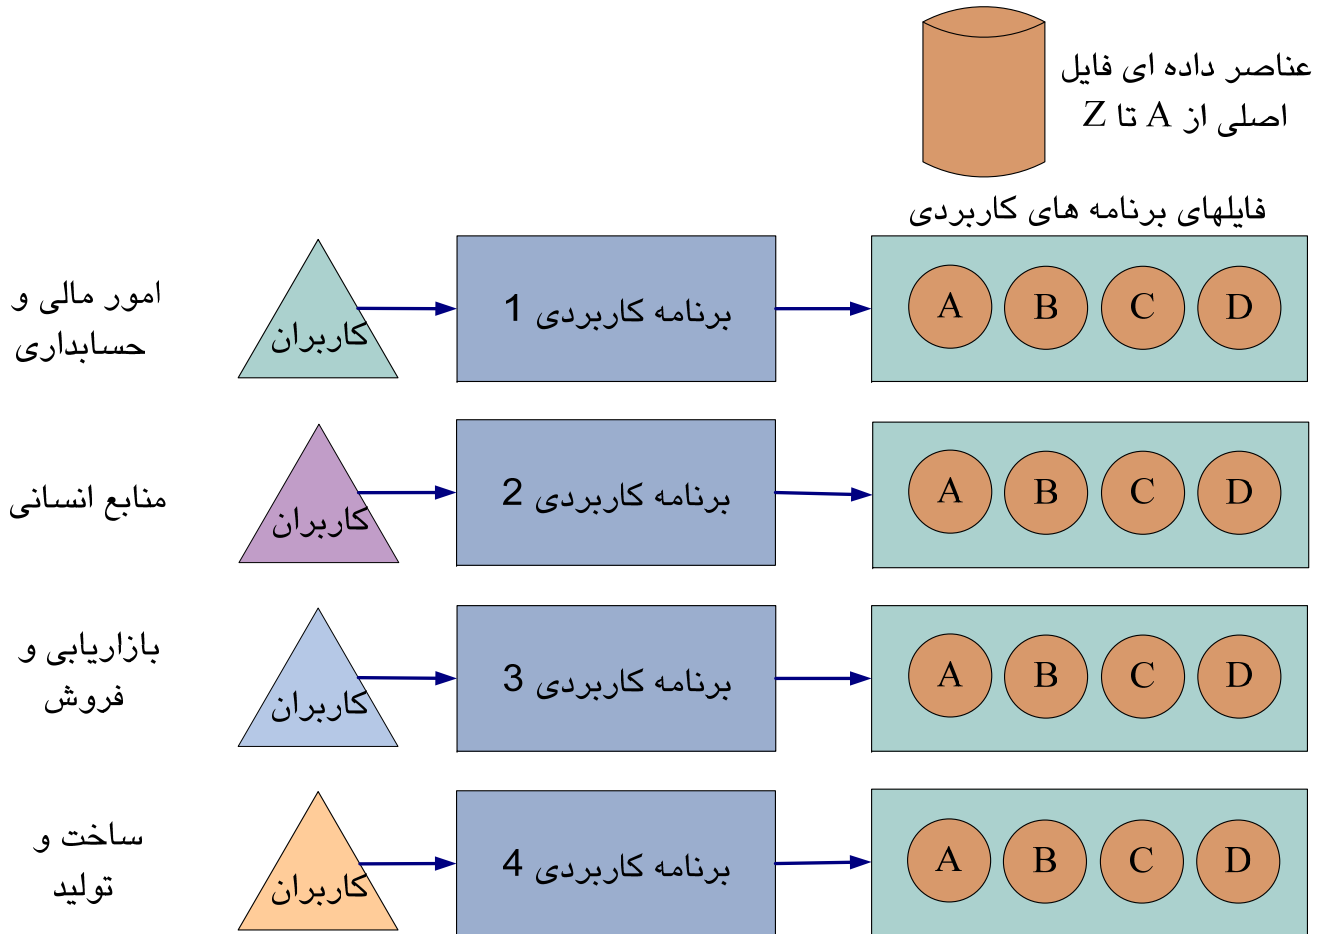 عناصر داده ای فایل
اصلی از A تا Z
فایلهای برنامه های کاربردی
امور مالی و
حسابداری
کاربران
برنامه کاربردی 1
A B C D
منابع انسانی
کاربران
برنامه کاربردی 2
A B C D
بازاریابی و
فروش
کاربران
برنامه کاربردی 3
A B C D
ساخت و
تولید
کاربران
برنامه کاربردی 4
A B C D